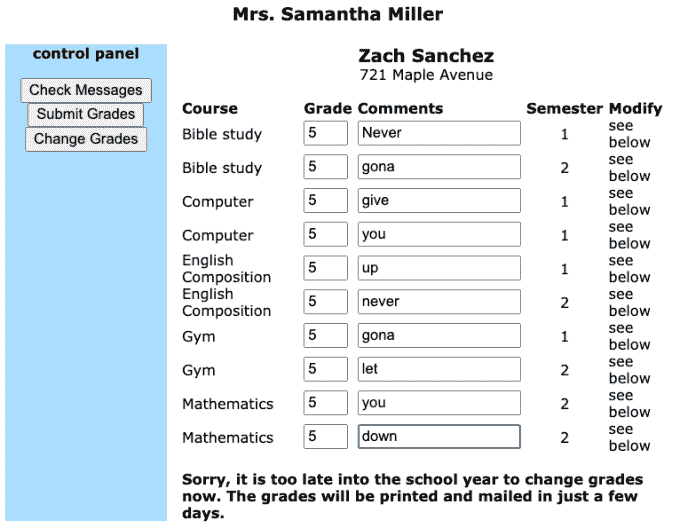 Mrs. Samantha Miller
control panel
Check Messages
Submit Grades
Change Grades
Zach Sanchez
721 Maple Avenue
Course Grade Comments Semester Modify
Bible study 5 Never 1 see below
Bible study 5 gona 2 see below
Computer 5 give 1 see below
Computer 5 you 1 see below
English Composition 5 up 1 see below
English Composition 5 never 2 see below
Gym 5 gona 1 see below
Gym 5 let 2 see below
Mathematics 5 you 2 see below
Mathematics 5 down 2 see below
Sorry, it is too late into the school year to change grades
now. The grades will be printed and mailed in just a few
days.